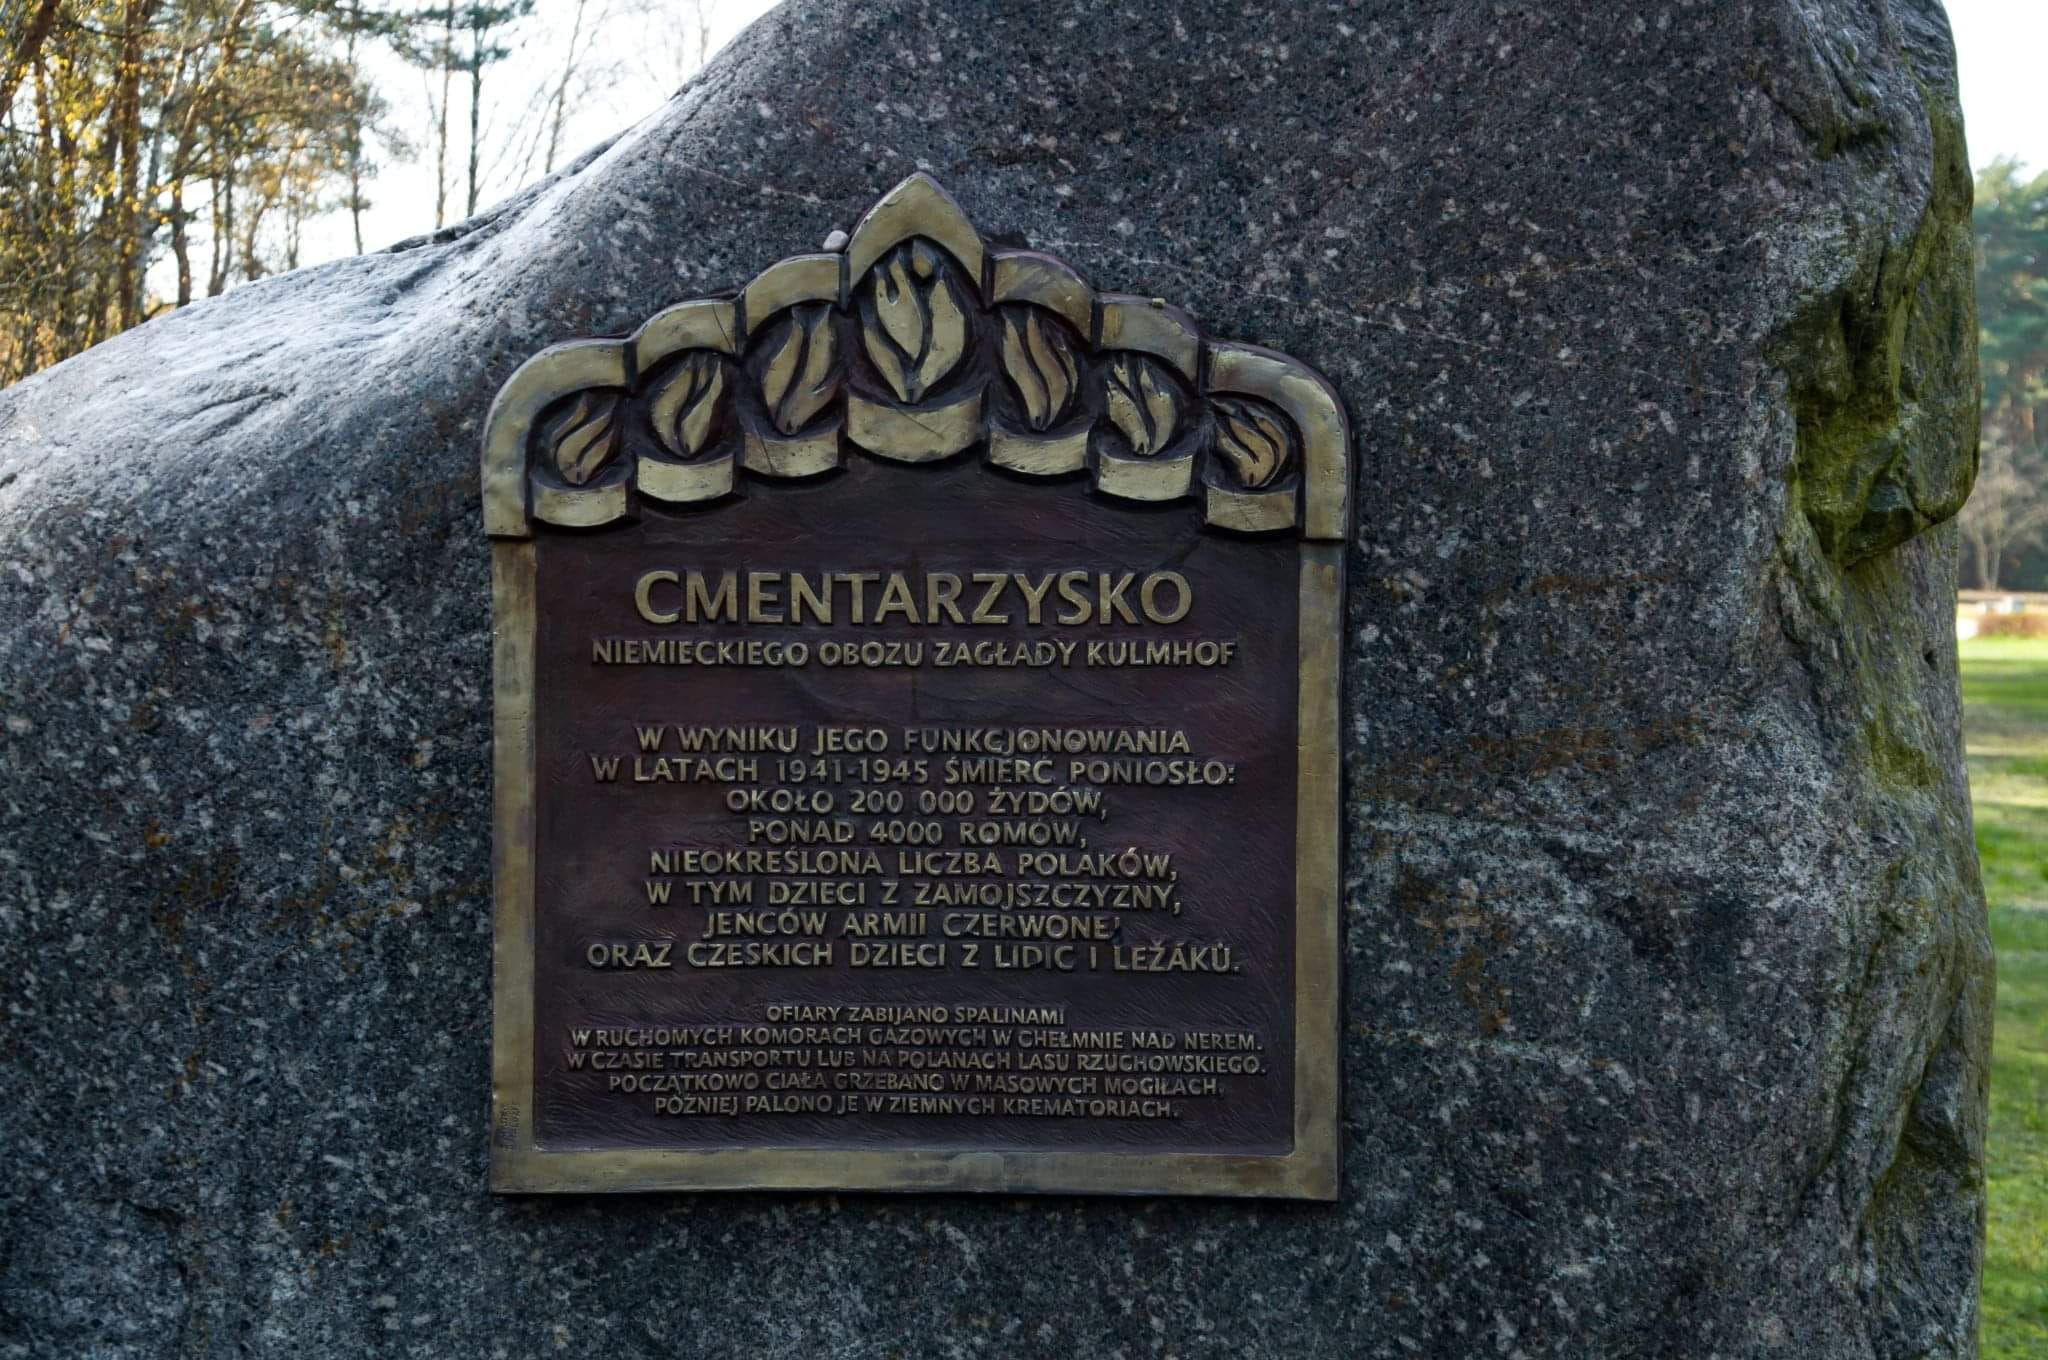 CMENTARZYSKO
NIEMIECKIEGO OBOZU ZAGŁADY KULMHOF
W WYNIKU JEGO FUNKCJONOWANIA
W LATACH 1941-1945 ŚMIERĆ PONIOSŁO:
OKOŁO 200 000 ŻYDÓW,
PONAD 4000 ROMÓW,
NIEOKREŚLONA LICZBA POLAKÓW,
W TYM DZIECI Z ZAMOJSZCZYZNY,
JEŃCÓW ARMII CZERWONEJ
ORAZ CZESKICH DZIECI Z LIDIC I LEŽÁKŮ.
OFIARY ZABIJANO SPALINAMI
W RUCHOMYCH KOMORACH GAZOWYCH W CHEŁMNIE NAD NEREM.
W CZASIE TRANSPORTU LUB NA POLANACH LASU RZUCHOWSKIEGO.
POCZĄTKOWO CIAŁA GRZEBANO W MASOWYCH MOGIŁACH,
PÓŹNIEJ PALONO JE W ZIEMNYCH KREMATORIACH.